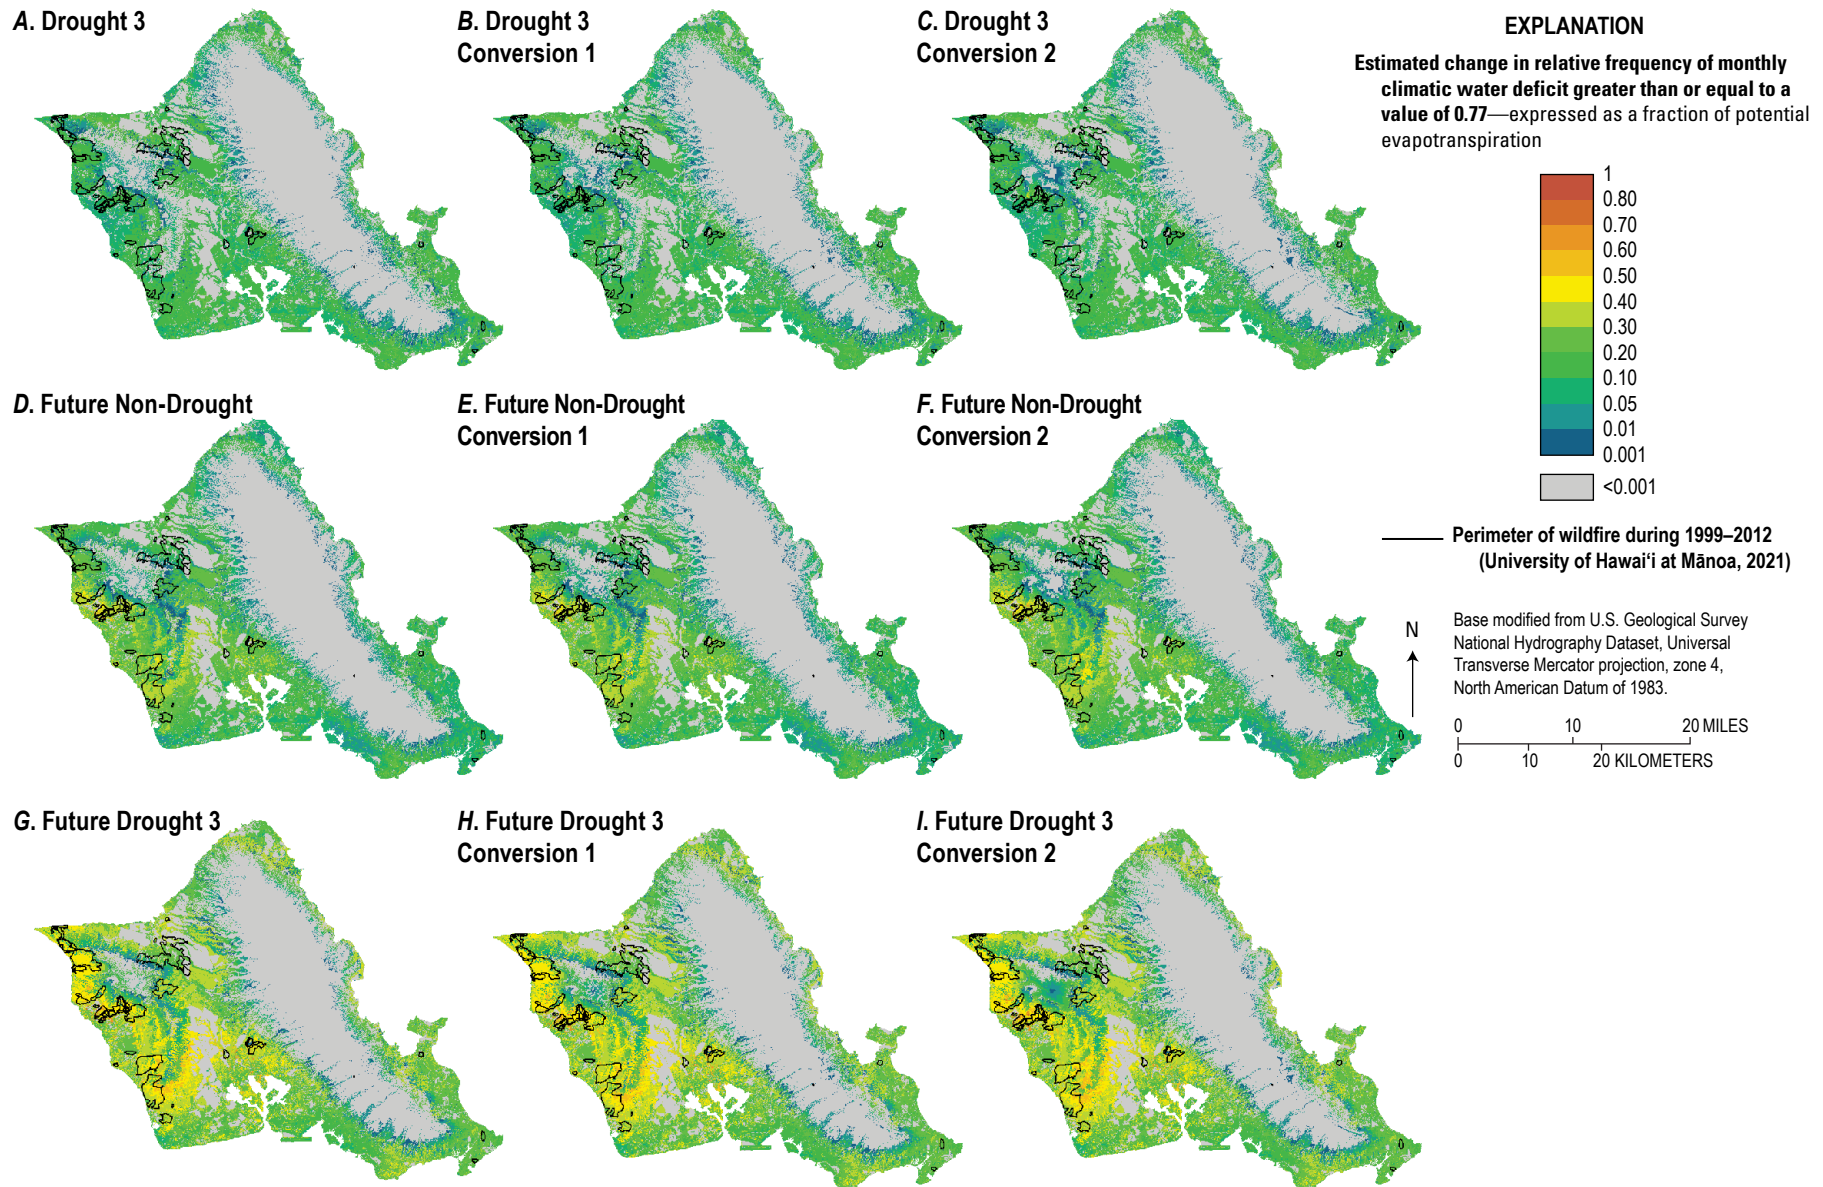 A. Drought 3
B. Drought 3
Conversion 1
C. Drought 3
Conversion 2
D. Future Non-Drought
E. Future Non-Drought
Conversion 1
F. Future Non-Drought
Conversion 2
G. Future Drought 3
H. Future Drought 3
Conversion 1
I. Future Drought 3
Conversion 2
EXPLANATION
Estimated change in relative frequency of monthly
climatic water deficit greater than or equal to a
value of 0.77—expressed as a fraction of potential
evapotranspiration
1
0.80
0.70
0.60
0.50
0.40
0.30
0.20
0.10
0.05
0.01
0.001
<0.001
Perimeter of wildfire during 1999–2012
(University of Hawaiʻi at Mānoa, 2021)
N
Base modified from U.S. Geological Survey
National Hydrography Dataset, Universal
Transverse Mercator projection, zone 4,
North American Datum of 1983.
0 10 20 MILES
0 10 20 KILOMETERS